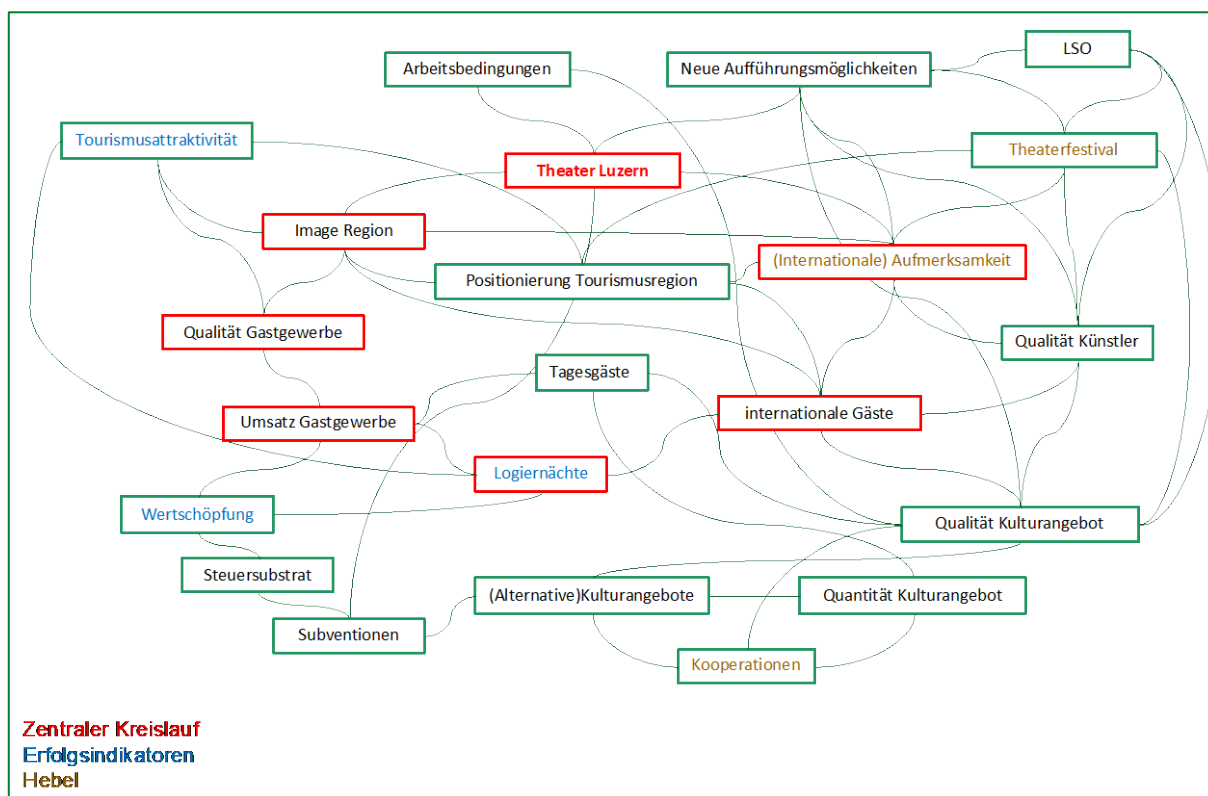 LSO
Arbeitsbedingungen
Neue Aufführungsmöglichkeiten
Tourismusattraktivität
Theaterfestival
Theater Luzern
Image Region
(Internationale) Aufmerksamkeit
Positionierung Tourismusregion
Qualität Gastgewerbe
Qualität Künstler
Tagesgäste
internationale Gäste
Umsatz Gastgewerbe
Logiernächte
Wertschöpfung
Qualität Kulturangebot
Steuersubstrat
(Alternative)Kulturangebote
Quantität Kulturangebot
Subventionen
Kooperationen
Zentraler Kreislauf
Erfolgsindikatoren
Hebel